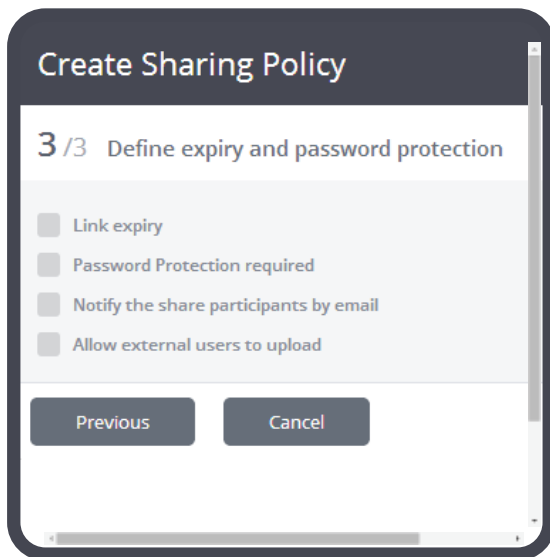 Create Sharing Policy
3 /3 Define expiry and password protection
Link expiry
Password Protection required
Notify the share participants by email
Allow external users to upload
Previous Cancel